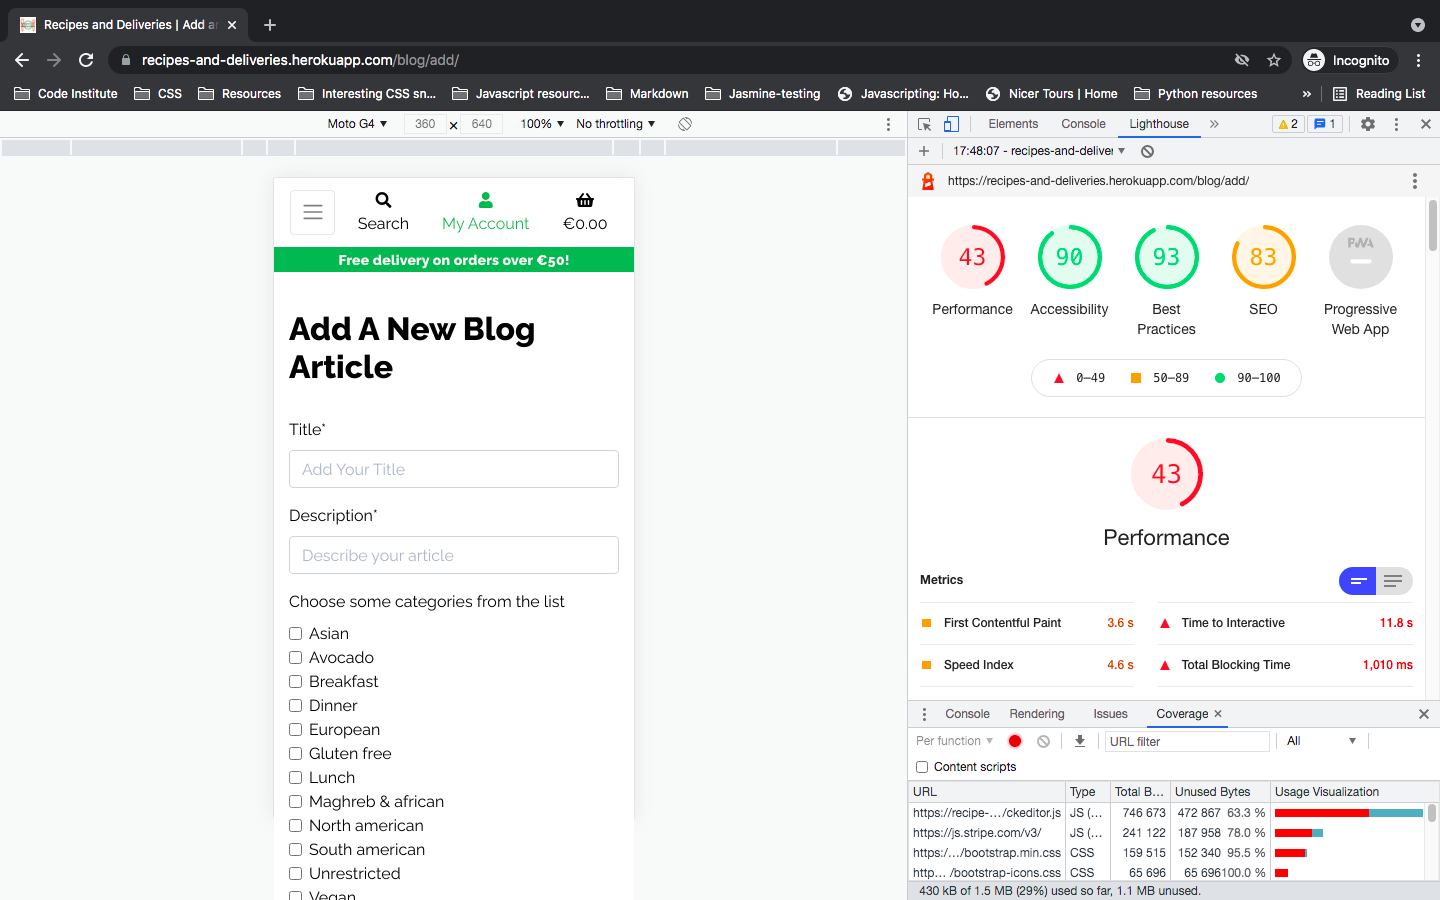 Recipes and Deliveries | Add a
recipes-and-deliveries.herokuapp.com/blog/add/
Incognito
Code Institute CSS Resources Interesting CSS sn... Javascript resourc... Markdown Jasmine-testing Javascripting: Ho... Nicer Tours | Home Python resources » Reading List
Moto G4 360 640 100% No throttling
Search My Account €0.00
Free delivery on orders over €50!
Add A New Blog
Article
Title*
Add Your Title
Description*
Describe your article
Choose some categories from the list
Asian
Avocado
Breakfast
Dinner
European
Gluten free
Lunch
Maghreb & african
North american
South american
Unrestricted
Vegan
Elements Console Lighthouse » 2 1
17:48:07 - recipes-and-deliver
https://recipes-and-deliveries.herokuapp.com/blog/add/
43 90 93 83 PWA
Performance Accessibility Best Practices SEO Progressive Web App
0–49 50–89 90–100
43
Performance
Metrics
First Contentful Paint 3.6 s Time to Interactive 11.8 s
Speed Index 4.6 s Total Blocking Time 1,010 ms
Console Rendering Issues Coverage
Per function URL filter All
Content scripts
URL Type Total B... Unused Bytes Usage Visualization
https://recipe-.../ckeditor.js JS (... 746 673 472 867 63.3 %
https://js.stripe.com/v3/ JS (... 241 122 187 958 78.0 %
https:/.../bootstrap.min.css CSS 159 515 152 340 95.5 %
http... /bootstrap-icons.css CSS 65 696 65 696 100.0 %
430 kB of 1.5 MB (29%) used so far, 1.1 MB unused.